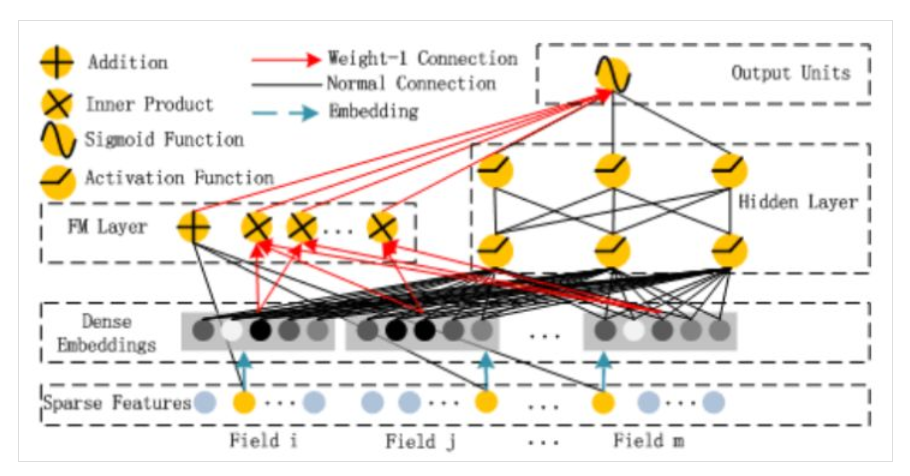 Addition
Weight-1 Connection
Normal Connection
Output Units
Inner Product
Embedding
Sigmoid Function
Activation Function
Hidden Layer
FM Layer
...
Dense
Embeddings
...
Sparse Features
...
...
...
...
Field i
Field j
...
Field m